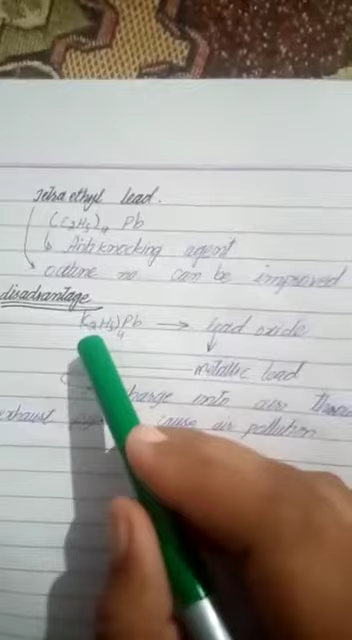 Tetra ethyl lead.
(C2H5)4 Pb
Antiknocking agent
octane no. can be improved
disadvantage
(C2H5)4Pb → lead oxide
metallic lead
charge into air
exhaust cause air pollution